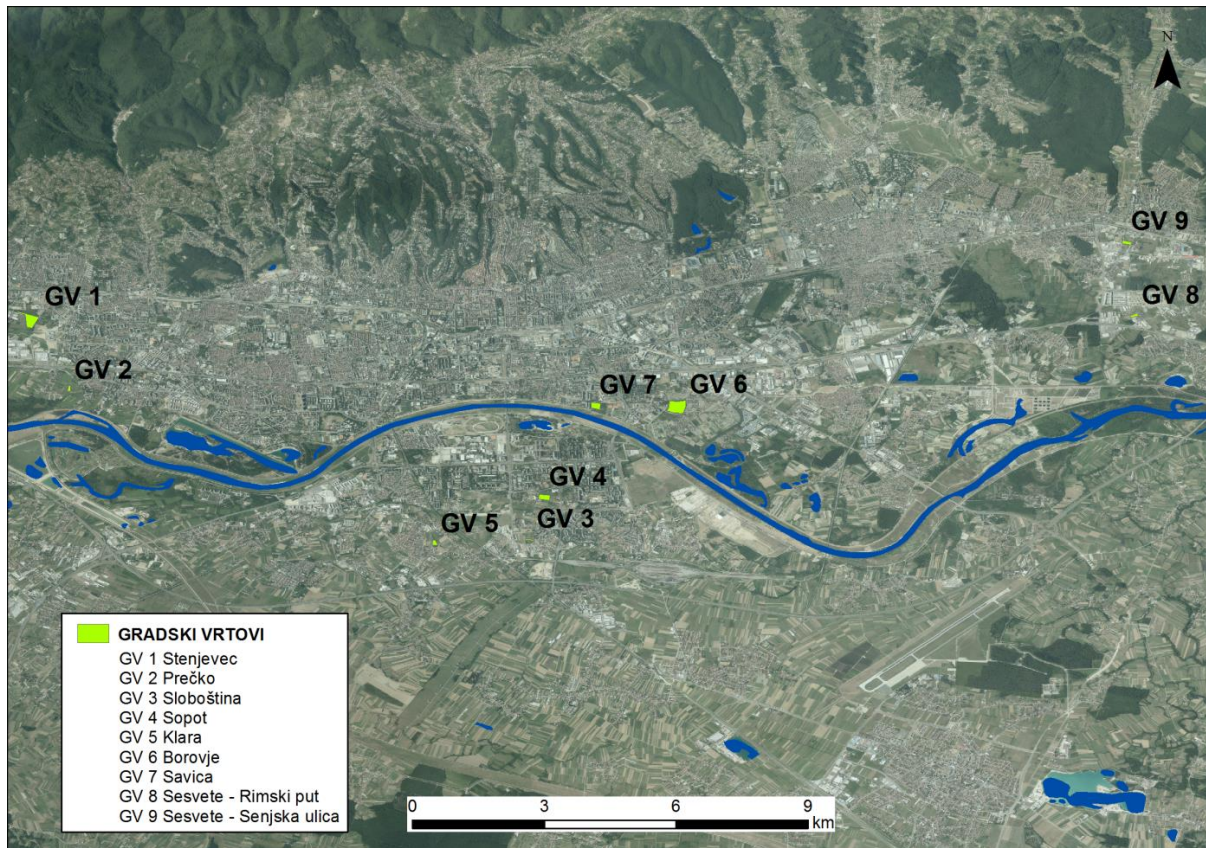 N
GV 9
GV 1
GV 8
GV 2
GV 7
GV 6
GV 4
GV 5
GV 3
GRADSKI VRTOVI
GV 1 Stenjevec
GV 2 Prečko
GV 3 Sloboština
GV 4 Sopot
GV 5 Klara
GV 6 Borovje
GV 7 Savica
GV 8 Sesvete - Rimski put
GV 9 Sesvete - Senjska ulica
0 3 6 9
km